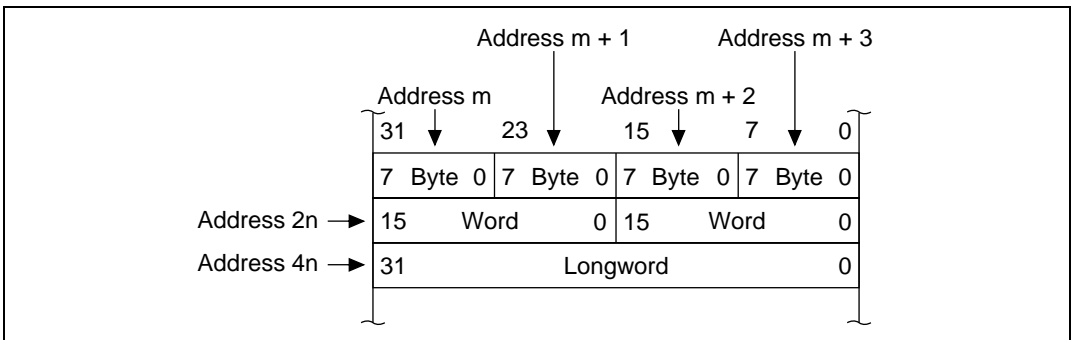 Address m + 1 Address m + 3
Address m Address m + 2
31 23 15 7 0
7 Byte 0 7 Byte 0 7 Byte 0 7 Byte 0
Address 2n 15 Word 0 15 Word 0
Address 4n 31 Longword 0